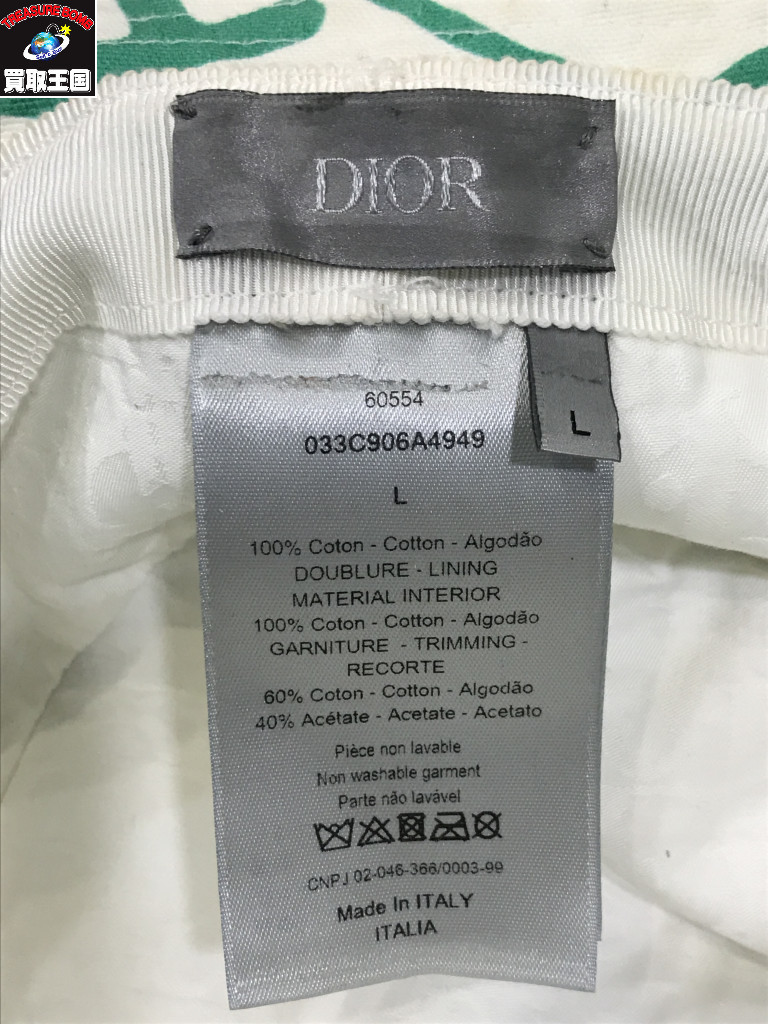 TREASURE BOMB
買取王国
DIOR
L
60554
033C906A4949
L
100% Coton - Cotton - Algodão
DOUBLURE - LINING
MATERIAL INTERIOR
100% Coton - Cotton - Algodão
GARNITURE - TRIMMING -
RECORTE
60% Coton - Cotton - Algodão
40% Acétate - Acetate - Acetato
Pièce non lavable
Non washable garment
Parte não lavável
CNPJ 02-046-366/0003-99
Made In ITALY
ITALIA